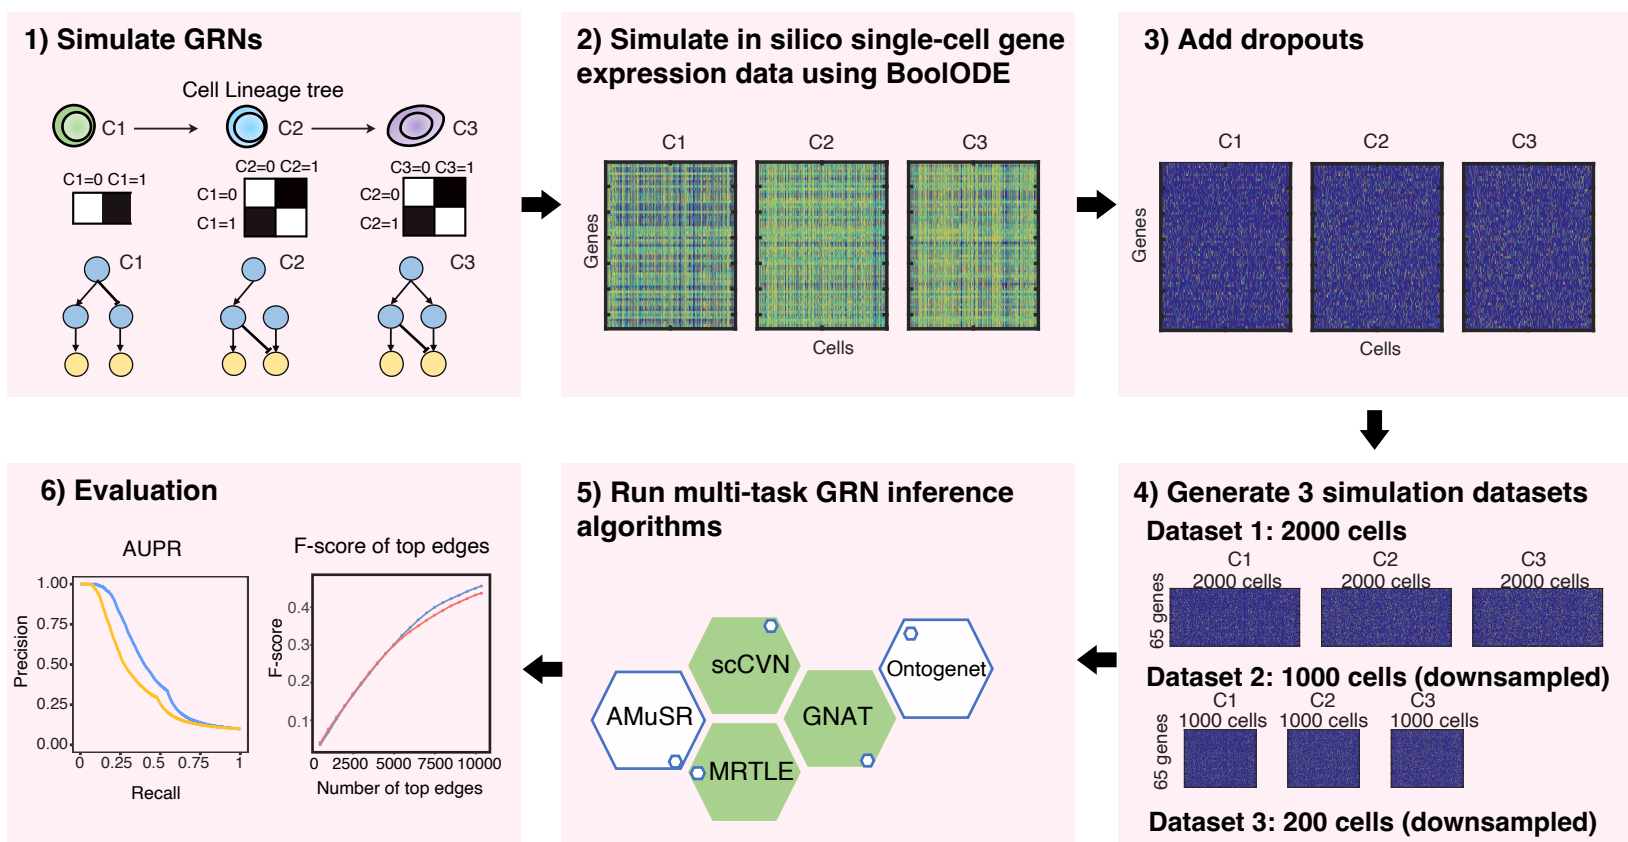 1) Simulate GRNs
Cell Lineage tree
C1
C2
C3
C1=0 C1=1
C2=0 C2=1
C1=0
C1=1
C3=0 C3=1
C2=0
C2=1
C1
C2
C3
2) Simulate in silico single-cell gene
expression data using BoolODE
C1
C2
C3
Genes
Cells
3) Add dropouts
C1
C2
C3
Genes
Cells
4) Generate 3 simulation datasets
Dataset 1: 2000 cells
C1
C2
C3
2000 cells
2000 cells
2000 cells
65 genes
Dataset 2: 1000 cells (downsampled)
C1
C2
C3
1000 cells
1000 cells
1000 cells
65 genes
Dataset 3: 200 cells (downsampled)
5) Run multi-task GRN inference
algorithms
scCVN
Ontogenet
AMuSR
GNAT
MRTLE
6) Evaluation
AUPR
1.00
0.75
0.50
0.25
0.00
Precision
0 0.25 0.5 0.75 1
Recall
F-score of top edges
0.4
0.3
0.2
0.1
F-score
0 2500 5000 7500 10000
Number of top edges